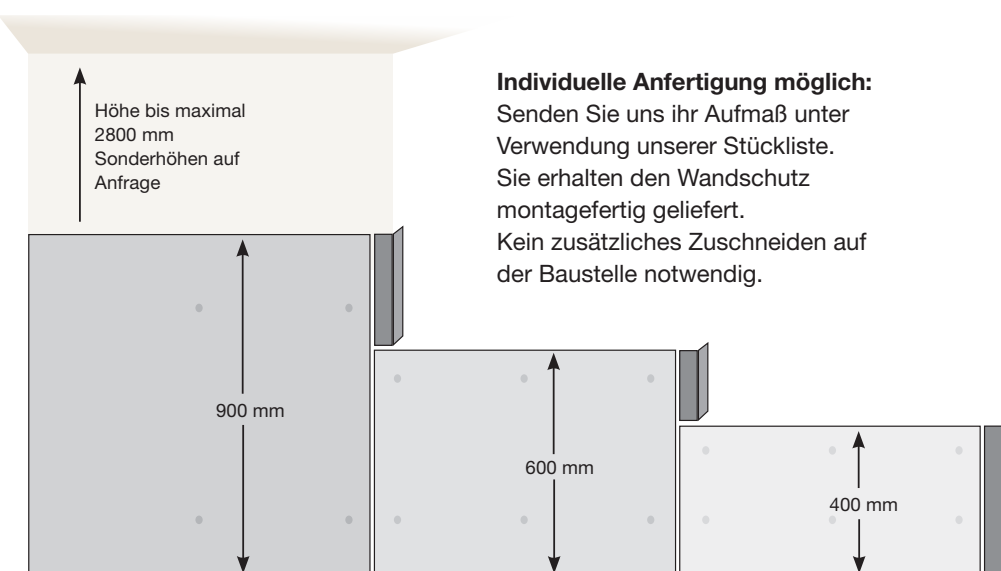 Höhe bis maximal
2800 mm
Sonderhöhen auf
Anfrage
Individuelle Anfertigung möglich:
Senden Sie uns ihr Aufmaß unter
Verwendung unserer Stückliste.
Sie erhalten den Wandschutz
montagefertig geliefert.
Kein zusätzliches Zuschneiden auf
der Baustelle notwendig.
900 mm
600 mm
400 mm